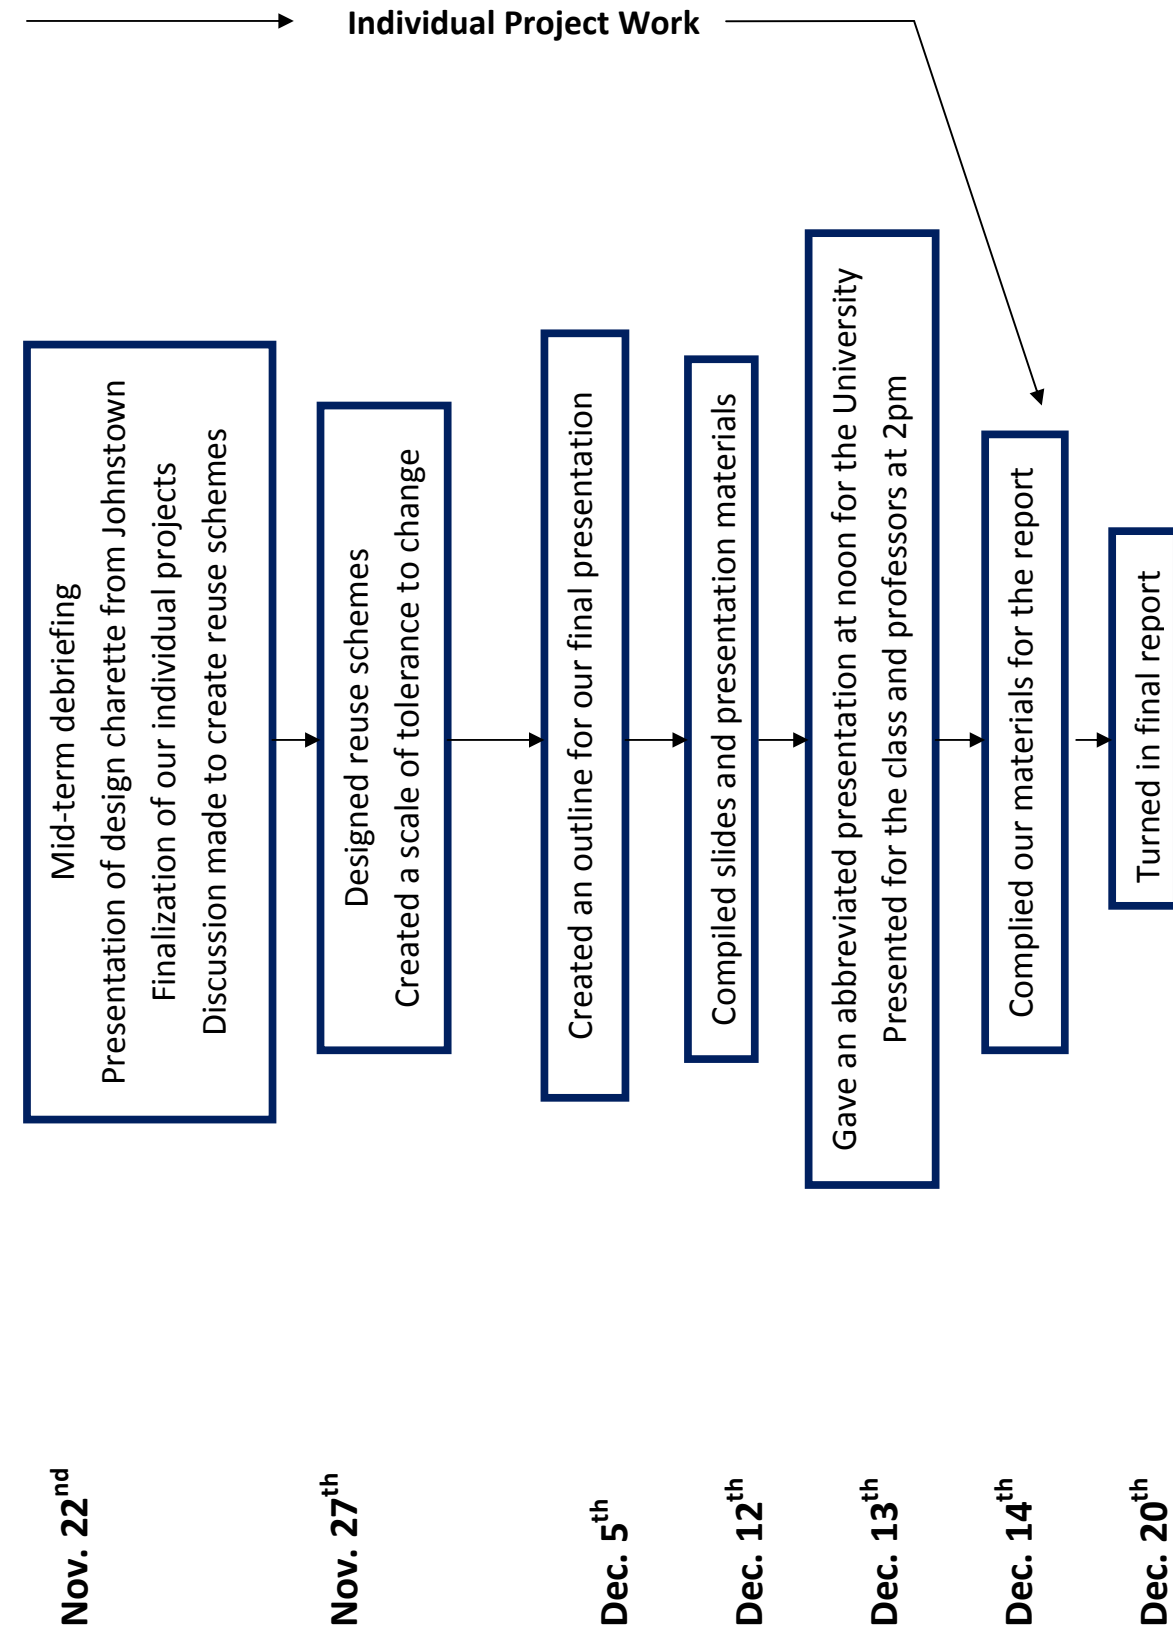 Individual Project Work
Nov. 22nd
Mid-term debriefing
Presentation of design charette from Johnstown
Finalization of our individual projects
Discussion made to create reuse schemes
Nov. 27th
Designed reuse schemes
Created a scale of tolerance to change
Dec. 5th
Created an outline for our final presentation
Dec. 12th
Compiled slides and presentation materials
Dec. 13th
Gave an abbreviated presentation at noon for the University
Presented for the class and professors at 2pm
Dec. 14th
Complied our materials for the report
Dec. 20th
Turned in final report